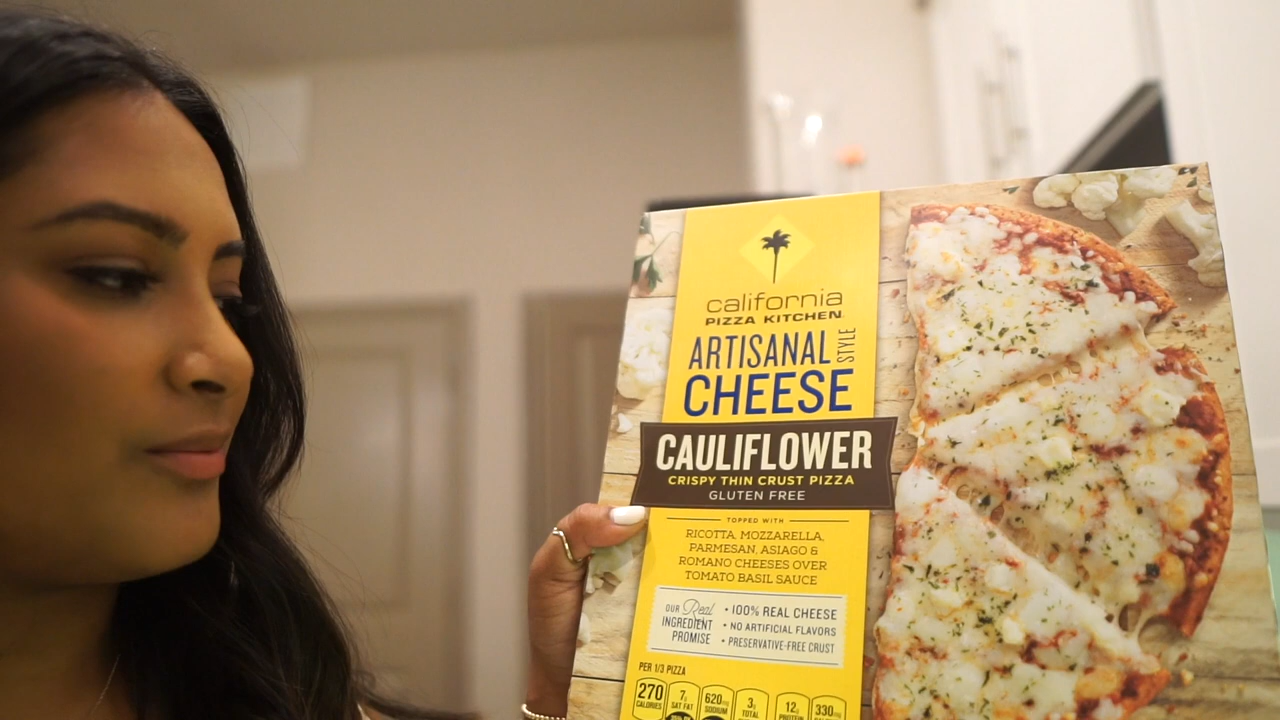 california
PIZZA KITCHEN
ARTISANAL STYLE
CHEESE
CAULIFLOWER
CRISPY THIN CRUST PIZZA
GLUTEN FREE
TOPPED WITH
RICOTTA, MOZZARELLA,
PARMESAN, ASIAGO &
ROMANO CHEESES OVER
TOMATO BASIL SAUCE
OUR Real
INGREDIENT
PROMISE
• 100% REAL CHEESE
• NO ARTIFICIAL FLAVORS
• PRESERVATIVE-FREE CRUST
PER 1/3 PIZZA
270 7g 620mg 3g 12g 330mg
CALORIES SAT FAT SODIUM TOTAL PROTEIN